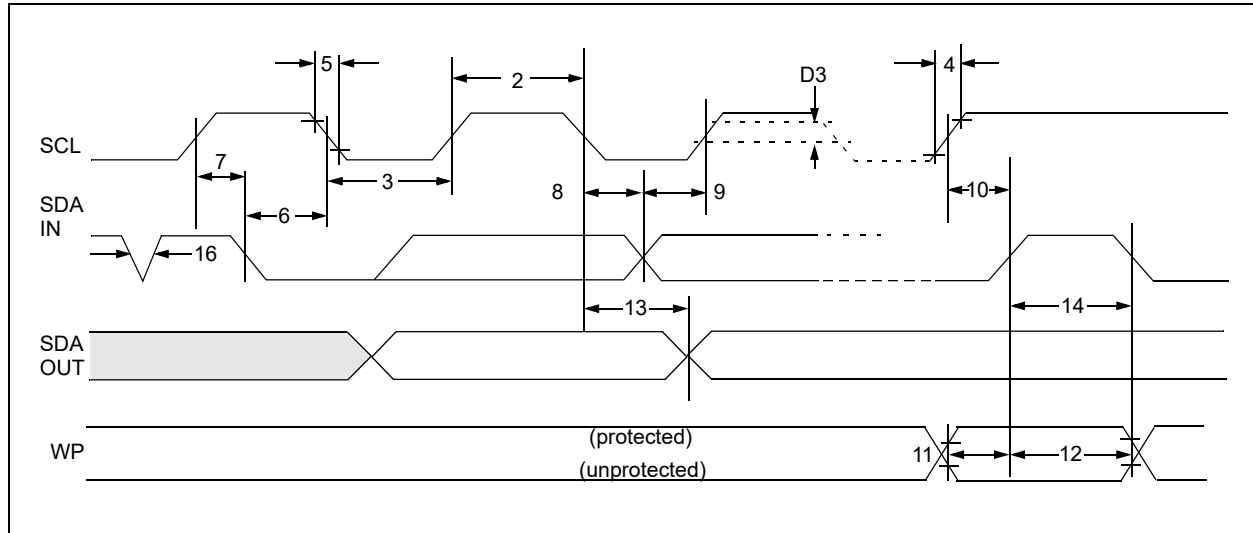 5
2
D3
4
SCL
7
3
8
9
10
SDA
IN
6
16
13
14
SDA
OUT
(protected)
WP
11
12
(unprotected)